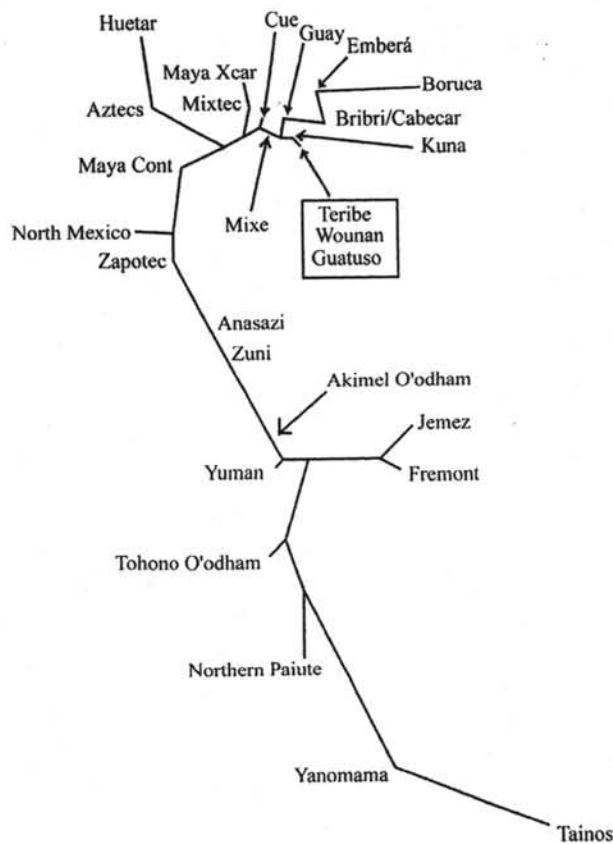 Huetar
Cue
Guay
Emberá
Maya Xcar
Mixtec
Boruca
Aztecs
Bribri/Cabecar
Kuna
Maya Cont
Mixe
Teribe
Wounan
Guatuso
North Mexico
Zapotec
Anasazi
Zuni
Akimel O'odham
Jemez
Yuman
Fremont
Tohono O'odham
Northern Paiute
Yanomama
Tainos